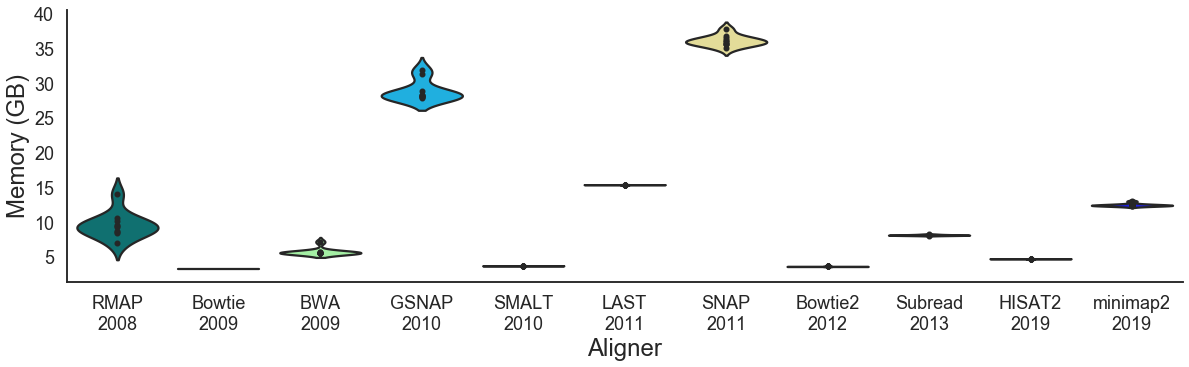 Memory (GB)
40
35
30
25
20
15
10
5
RMAP Bowtie BWA GSNAP SMALT LAST SNAP Bowtie2 Subread HISAT2 minimap2
2008 2009 2009 2010 2010 2011 2011 2012 2013 2019 2019
Aligner